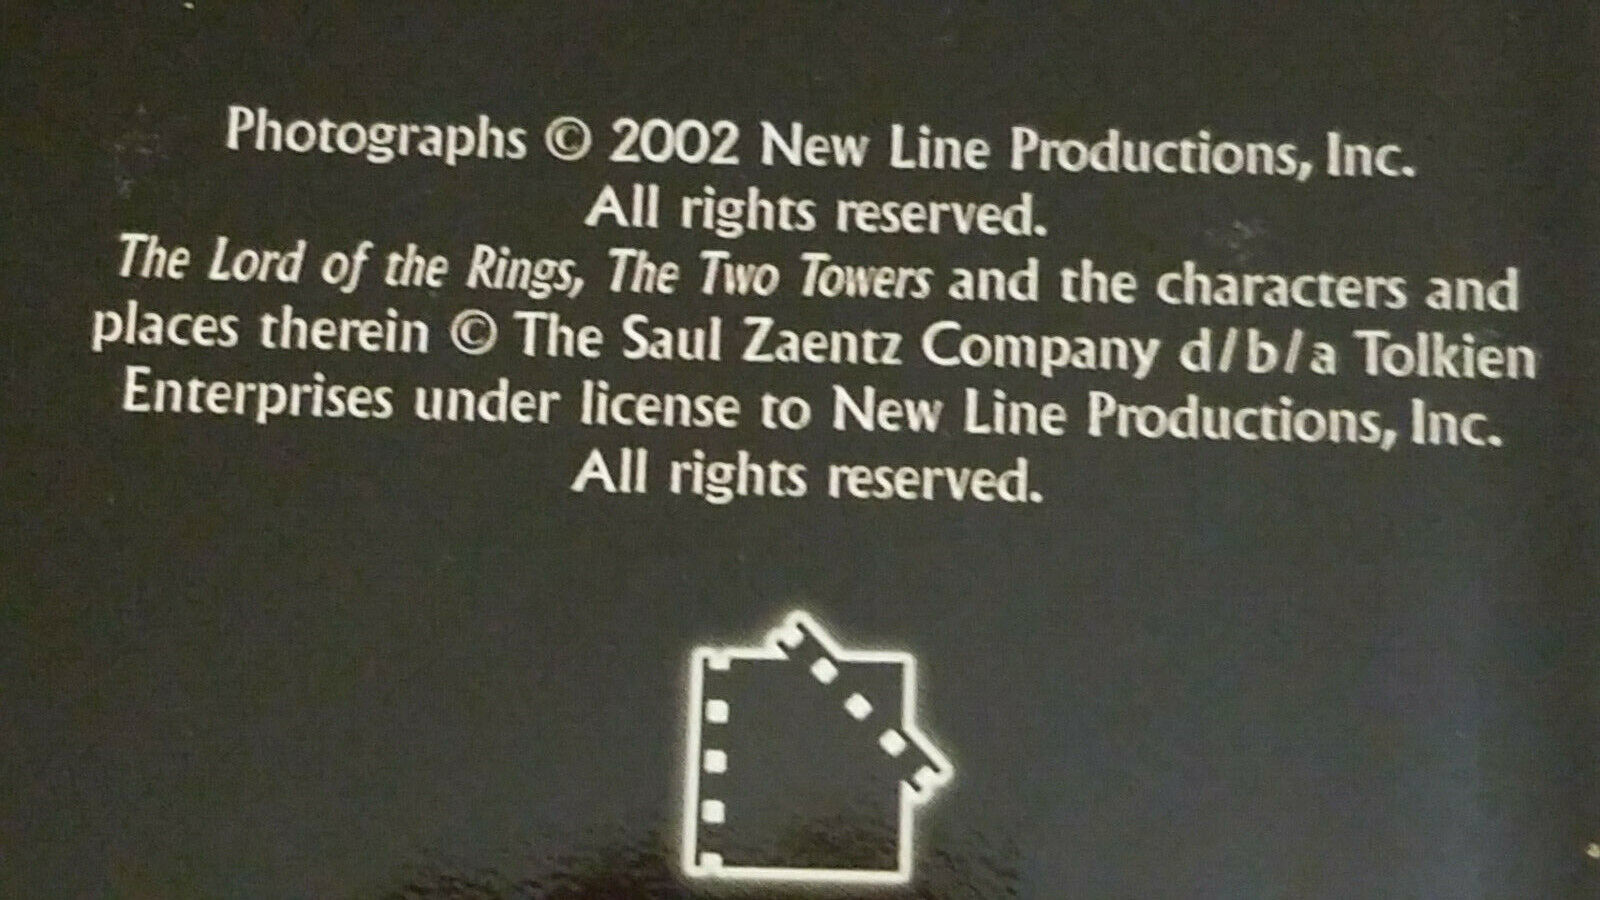 Photographs © 2002 New Line Productions, Inc.
All rights reserved.
The Lord of the Rings, The Two Towers and the characters and
places therein © The Saul Zaentz Company d/b/a Tolkien
Enterprises under license to New Line Productions, Inc.
All rights reserved.